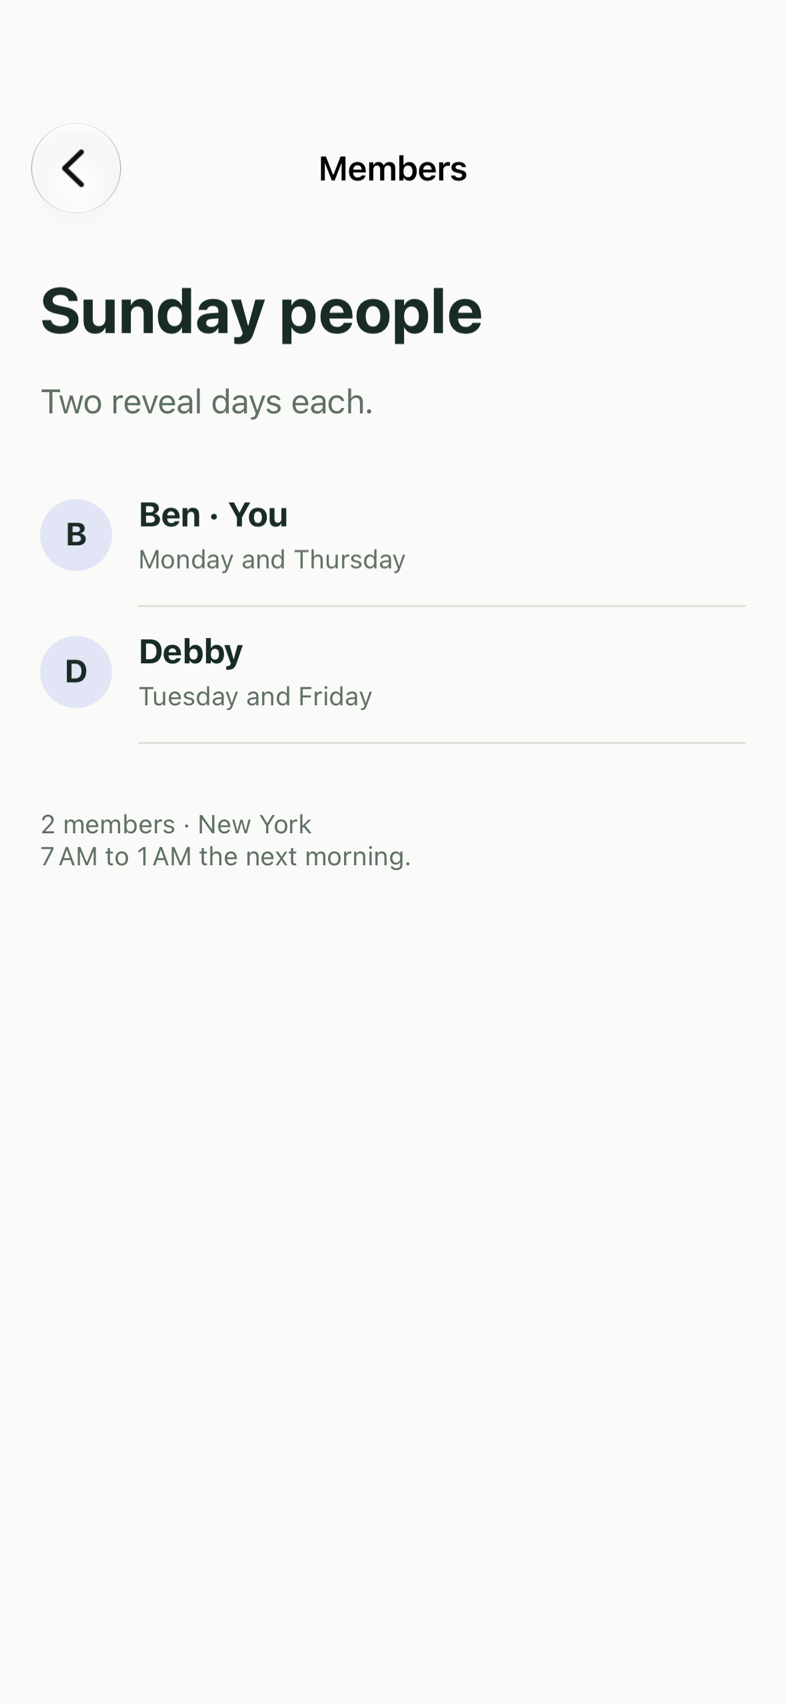 Members
Sunday people
Two reveal days each.
B
Ben · You
Monday and Thursday
D
Debby
Tuesday and Friday
2 members · New York
7 AM to 1 AM the next morning.